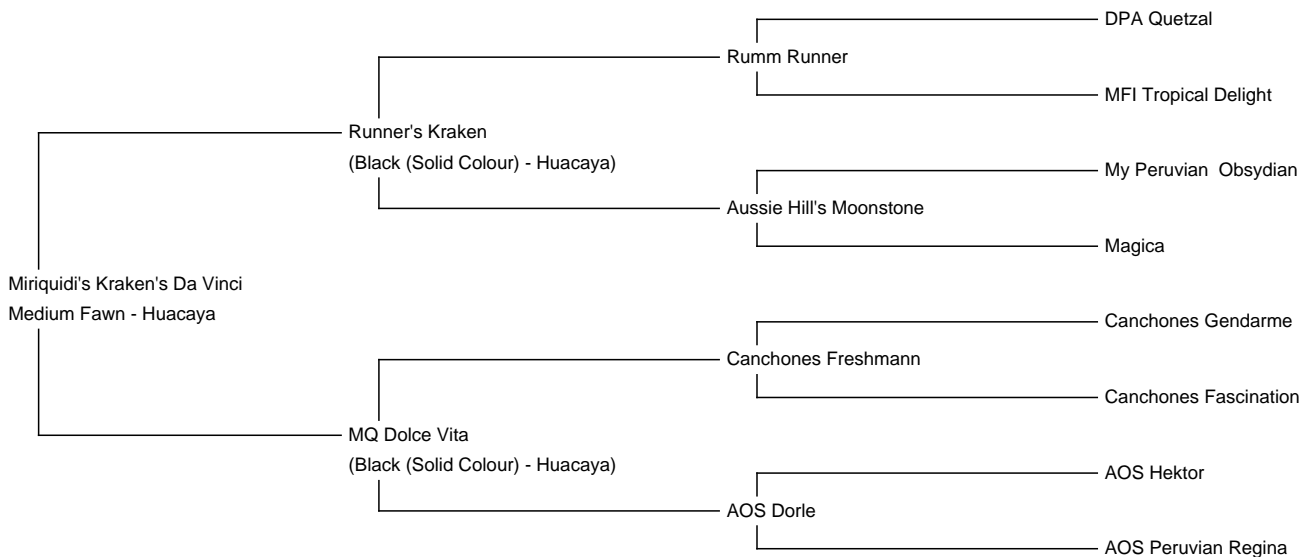 DPA Quetzal
Rumm Runner
MFI Tropical Delight
Runner's Kraken
(Black (Solid Colour) - Huacaya)
My Peruvian  Obsydian
Aussie Hill's Moonstone
Magica
Miriquidi's Kraken's Da Vinci
Medium Fawn - Huacaya
Canchones Gendarme
Canchones Freshmann
Canchones Fascination
MQ Dolce Vita
(Black (Solid Colour) - Huacaya)
AOS Hektor
AOS Dorle
AOS Peruvian Regina